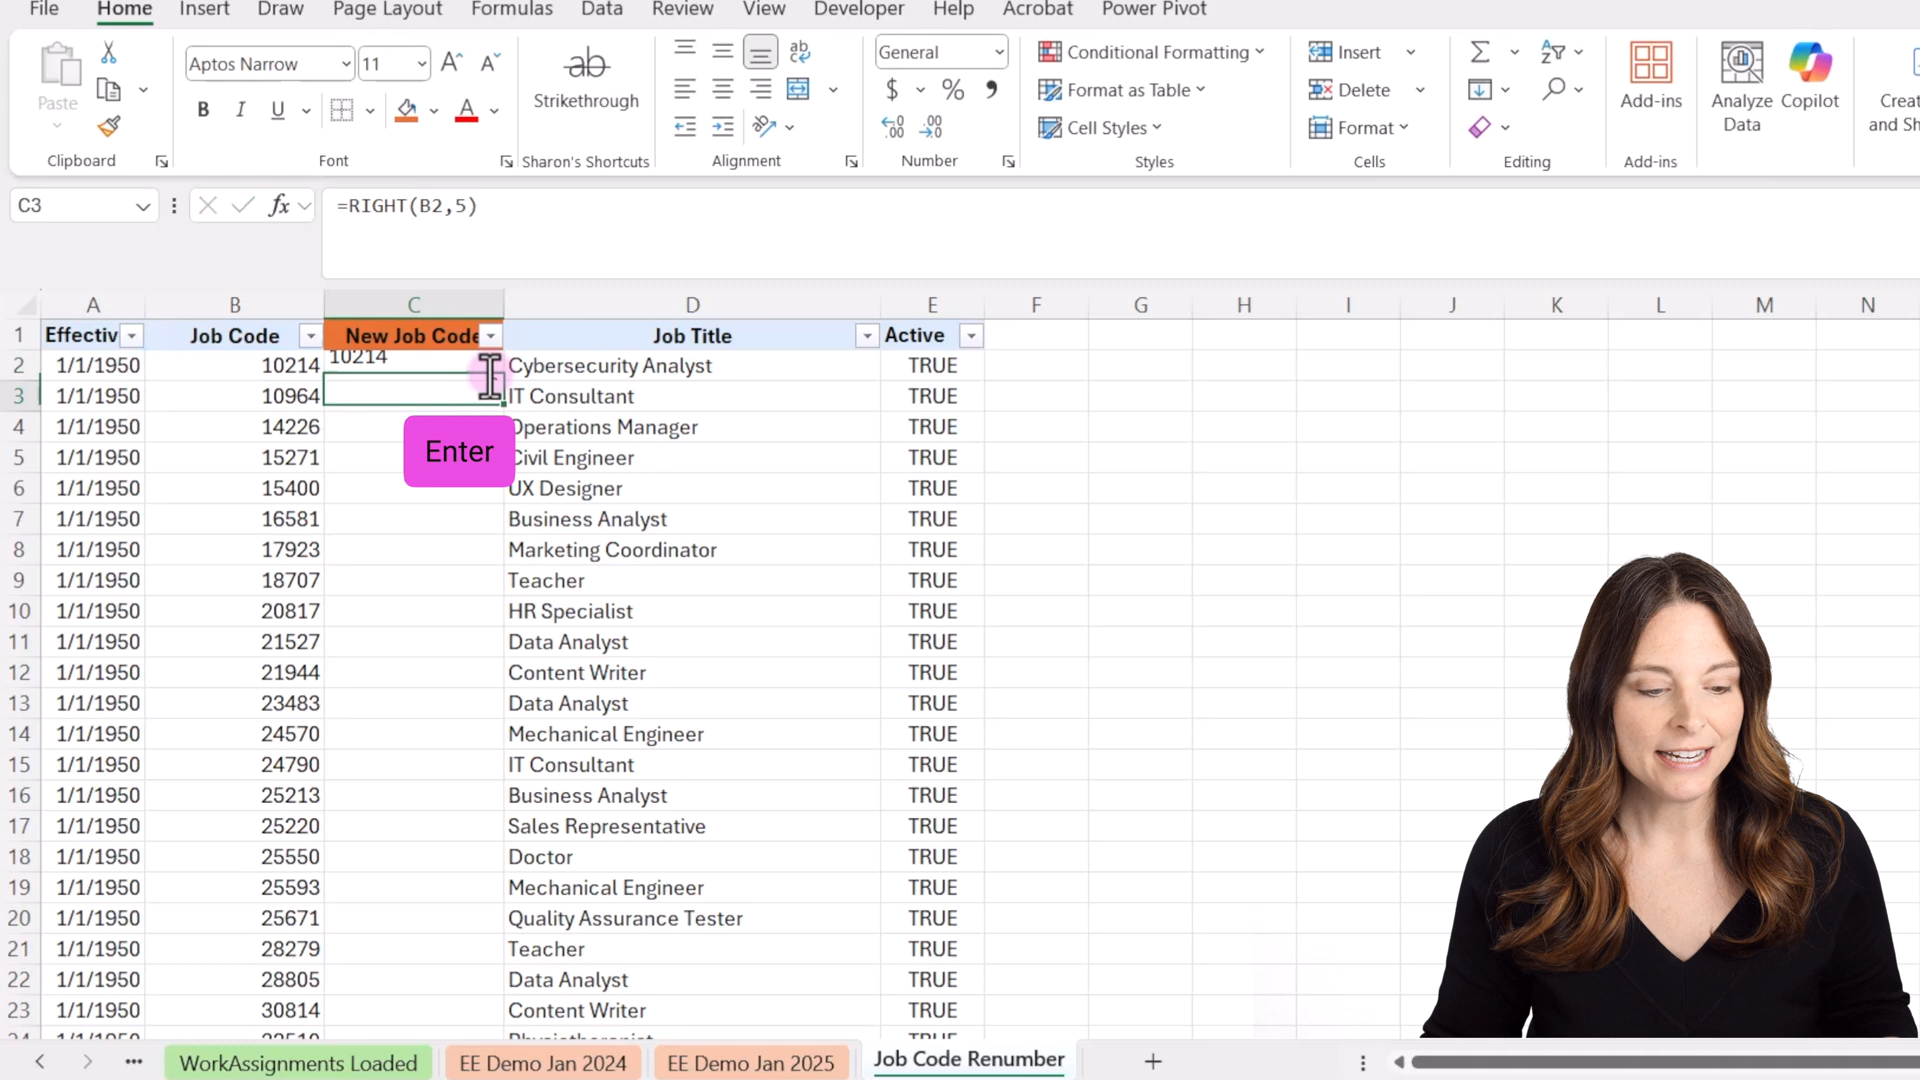 File Home Insert Draw Page Layout Formulas Data Review View Developer Help Acrobat Power Pivot
Paste
Aptos Narrow 11
B I U A
ab
Strikethrough
General
$ %
Conditional Formatting
Format as Table
Cell Styles
Insert
Delete
Format
Add-ins
Analyze Data
Copilot
Clipboard Font Sharon's Shortcuts Alignment Number Styles Cells Editing Add-ins
C3 fx =RIGHT(B2,5)
A B C D E F G H I J K L M N
1 Effectiv Job Code New Job Code Job Title Active
2 1/1/1950 10214 10214 Cybersecurity Analyst TRUE
3 1/1/1950 10964 IT Consultant TRUE
4 1/1/1950 14226 Operations Manager TRUE
Enter
5 1/1/1950 15271 Civil Engineer TRUE
6 1/1/1950 15400 UX Designer TRUE
7 1/1/1950 16581 Business Analyst TRUE
8 1/1/1950 17923 Marketing Coordinator TRUE
9 1/1/1950 18707 Teacher TRUE
10 1/1/1950 20817 HR Specialist TRUE
11 1/1/1950 21527 Data Analyst TRUE
12 1/1/1950 21944 Content Writer TRUE
13 1/1/1950 23483 Data Analyst TRUE
14 1/1/1950 24570 Mechanical Engineer TRUE
15 1/1/1950 24790 IT Consultant TRUE
16 1/1/1950 25213 Business Analyst TRUE
17 1/1/1950 25220 Sales Representative TRUE
18 1/1/1950 25550 Doctor TRUE
19 1/1/1950 25593 Mechanical Engineer TRUE
20 1/1/1950 25671 Quality Assurance Tester TRUE
21 1/1/1950 28279 Teacher TRUE
22 1/1/1950 28805 Data Analyst TRUE
23 1/1/1950 30814 Content Writer TRUE
WorkAssignments Loaded EE Demo Jan 2024 EE Demo Jan 2025 Job Code Renumber